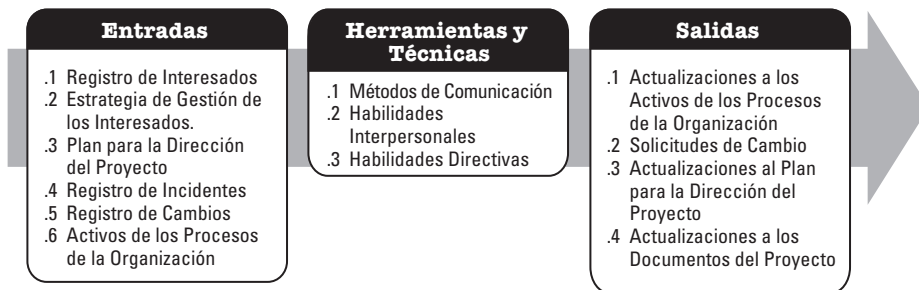 Entradas
.1 Registro de Interesados
.2 Estrategia de Gestión de
los Interesados.
.3 Plan para la Dirección
del Proyecto
.4 Registro de Incidentes
.5 Registro de Cambios
.6 Activos de los Procesos
de la Organización
Herramientas y
Técnicas
.1 Métodos de Comunicación
.2 Habilidades
Interpersonales
.3 Habilidades Directivas
Salidas
.1 Actualizaciones a los
Activos de los Procesos
de la Organización
.2 Solicitudes de Cambio
.3 Actualizaciones al Plan
para la Dirección del
Proyecto
.4 Actualizaciones a los
Documentos del Proyecto